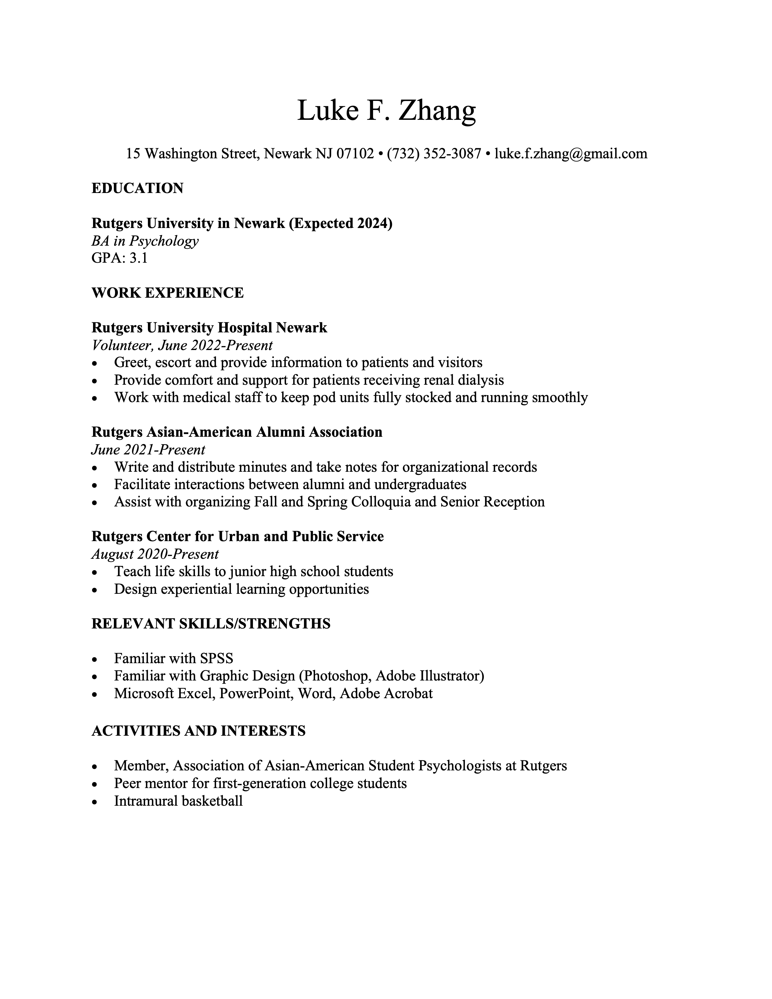 Luke F. Zhang
15 Washington Street, Newark NJ 07102 • (732) 352-3087 • luke.f.zhang@gmail.com
EDUCATION
Rutgers University in Newark (Expected 2024)
BA in Psychology
GPA: 3.1
WORK EXPERIENCE
Rutgers University Hospital Newark
Volunteer, June 2022-Present
• Greet, escort and provide information to patients and visitors
• Provide comfort and support for patients receiving renal dialysis
• Work with medical staff to keep pod units fully stocked and running smoothly
Rutgers Asian-American Alumni Association
June 2021-Present
• Write and distribute minutes and take notes for organizational records
• Facilitate interactions between alumni and undergraduates
• Assist with organizing Fall and Spring Colloquia and Senior Reception
Rutgers Center for Urban and Public Service
August 2020-Present
• Teach life skills to junior high school students
• Design experiential learning opportunities
RELEVANT SKILLS/STRENGTHS
• Familiar with SPSS
• Familiar with Graphic Design (Photoshop, Adobe Illustrator)
• Microsoft Excel, PowerPoint, Word, Adobe Acrobat
ACTIVITIES AND INTERESTS
• Member, Association of Asian-American Student Psychologists at Rutgers
• Peer mentor for first-generation college students
• Intramural basketball